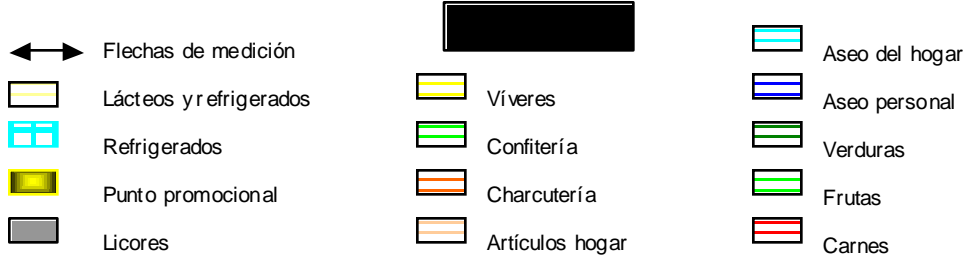 Flechas de medición
Lácteos y refrigerados
Refrigerados
Punto promocional
Licores
Víveres
Confitería
Charcutería
Artículos hogar
Aseo del hogar
Aseo personal
Verduras
Frutas
Carnes